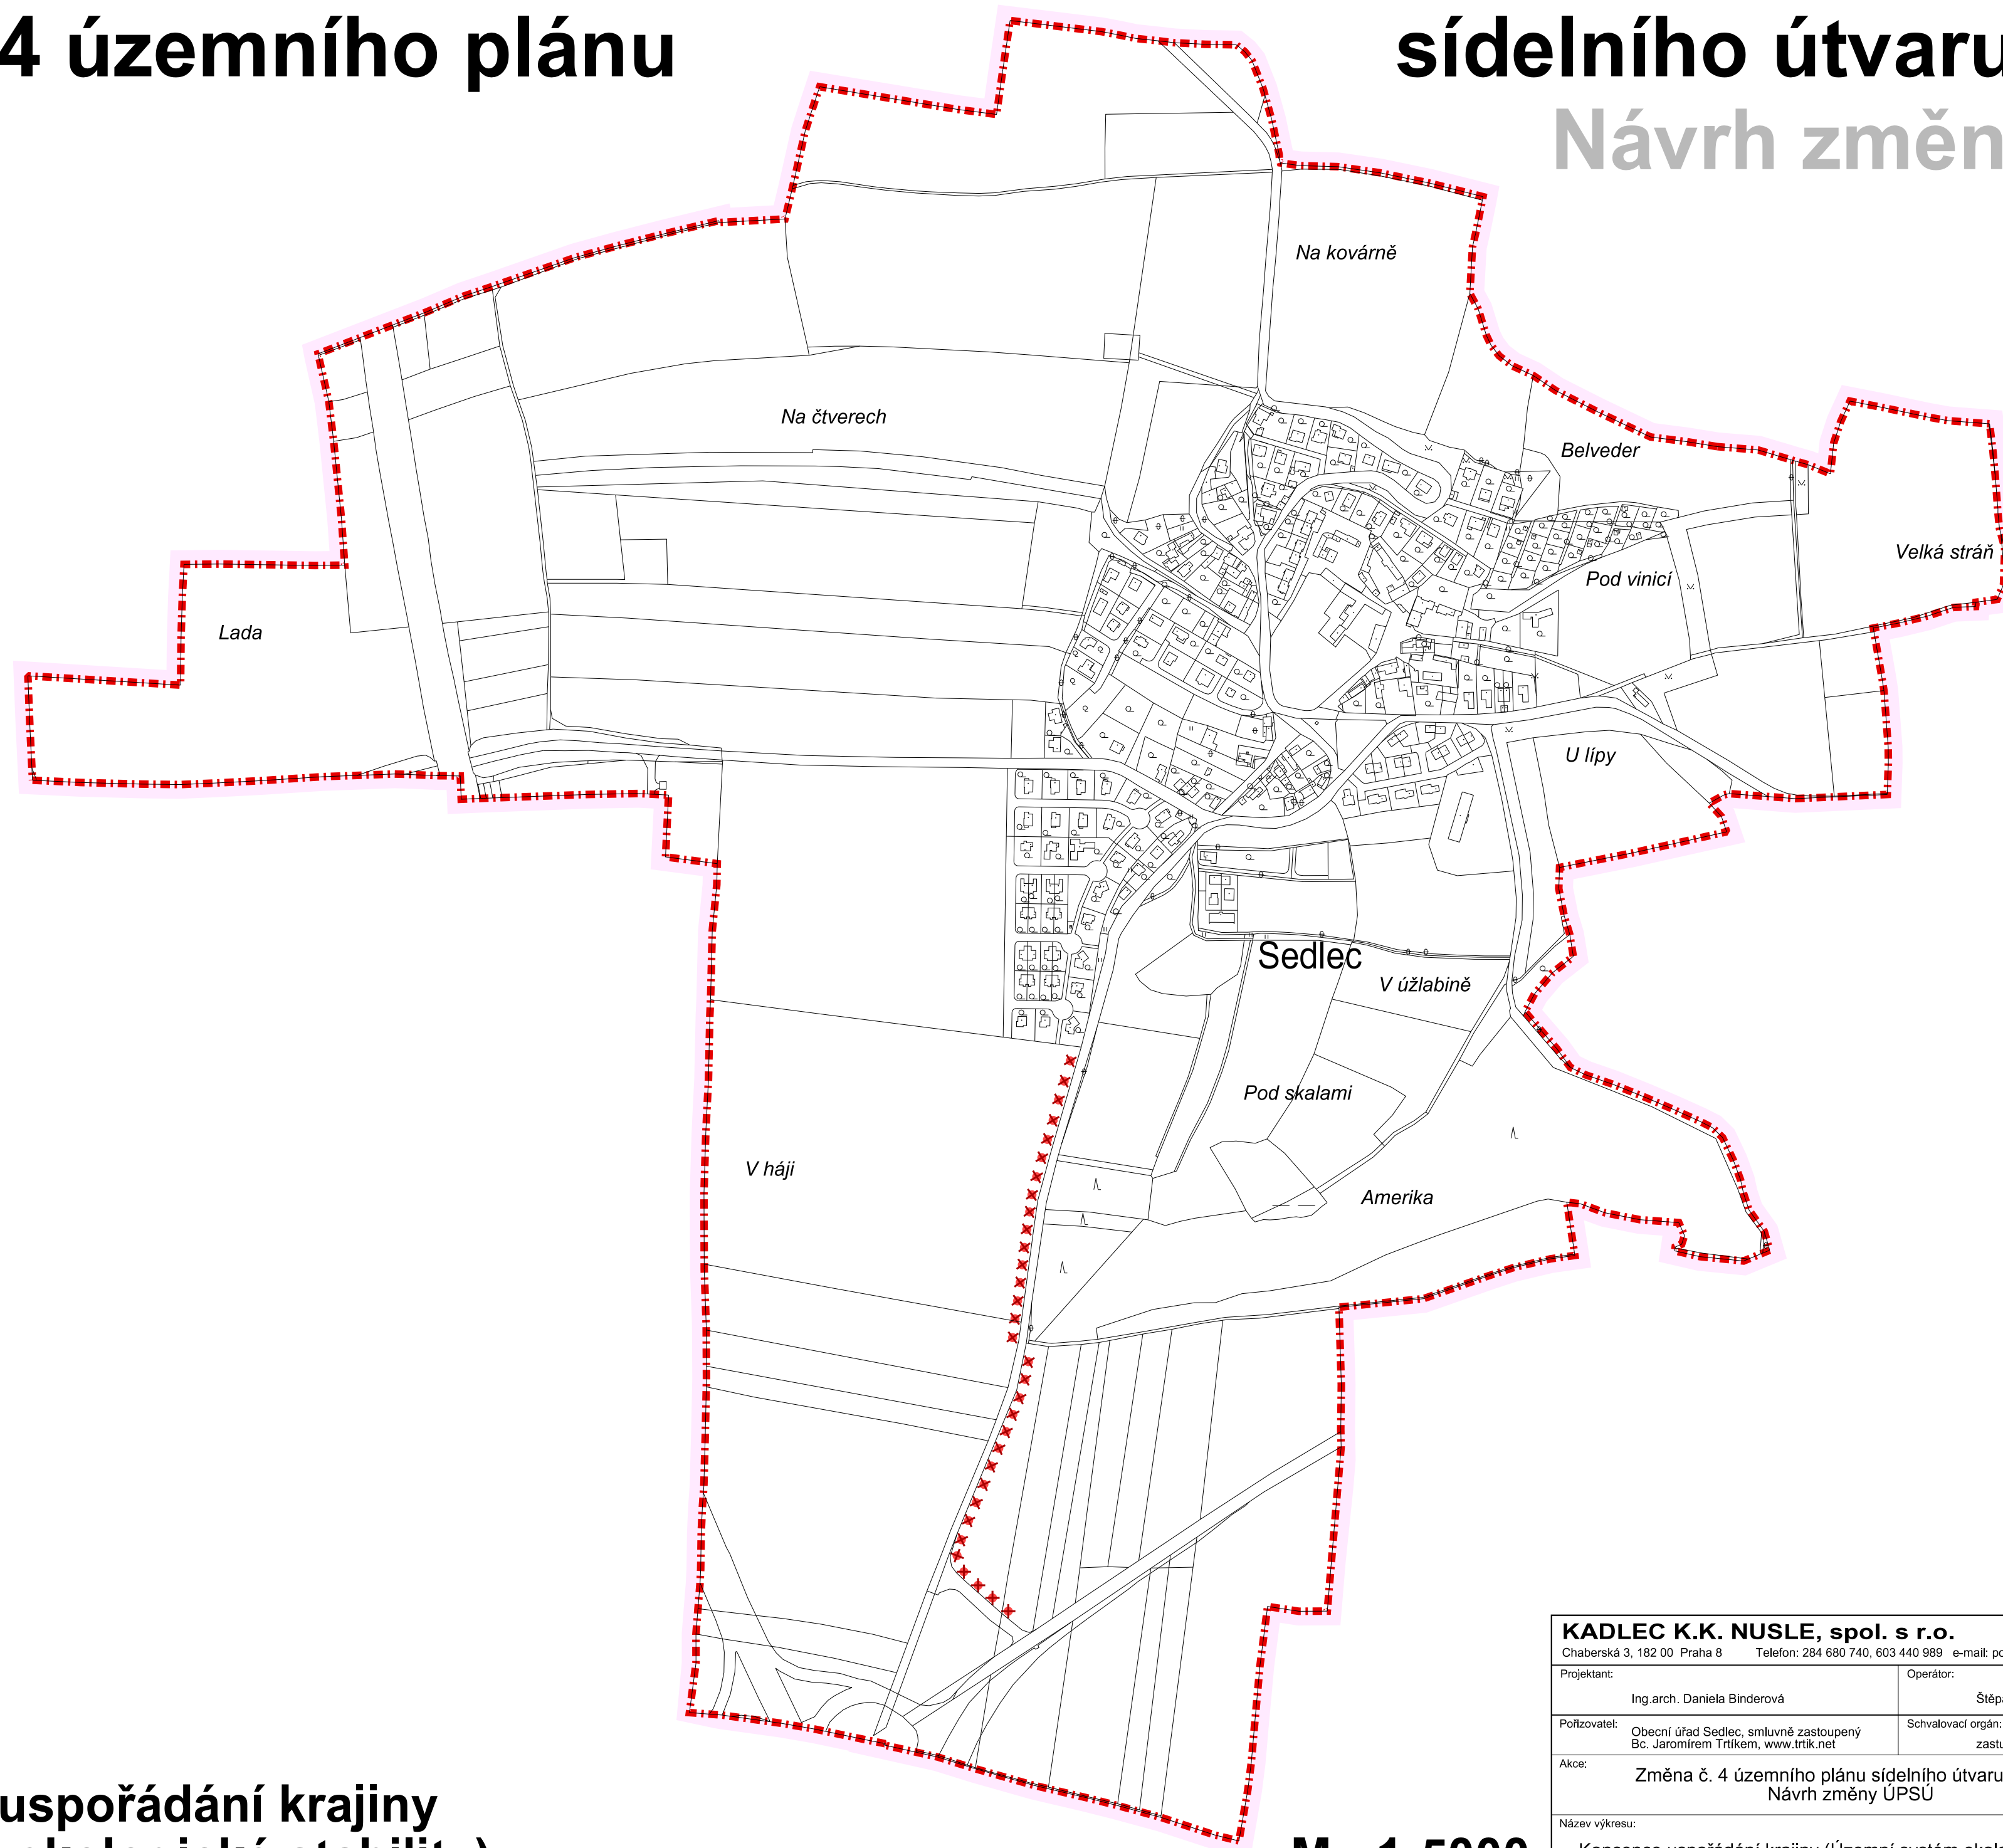 4 územního plánu
sídelního útvaru
Návrh změn
Na kovárně
Na čtverech
Belveder
Velká stráň
Pod vinicí
Lada
U lípy
Sedlec
V úžlabině
Pod skalami
V háji
Amerika
KADLEC K.K. NUSLE, spol. s r.o.
Chaberská 3, 182 00 Praha 8 Telefon: 284 680 740, 603 440 989 e-mail:
Projektant:
Operátor:
Ing.arch. Daniela Binderová
Pořizovatel:
Obecní úřad Sedlec, smluvně zastoupený
Bc. Jaromírem Trtíkem, www.trtik.net
Schvalovací orgán:
Akce:
Změna č. 4 územního plánu sídelního útvaru
Návrh změny ÚPSÚ
Název výkresu:
uspořádání krajiny